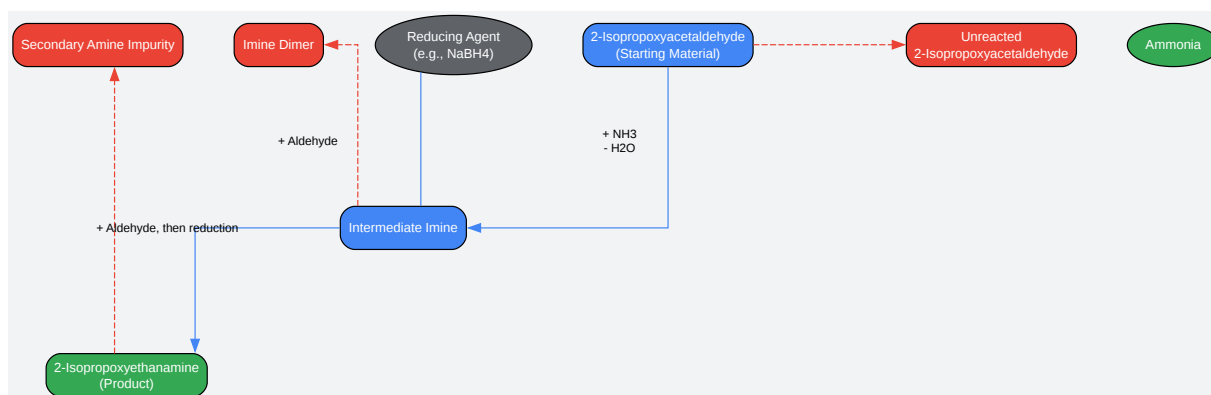 Secondary Amine Impurity
Imine Dimer
Reducing Agent
(e.g., NaBH4)
2-Isopropoxyacetaldehyde
(Starting Material)
Unreacted
2-Isopropoxyacetaldehyde
Ammonia
+ Aldehyde
+ NH3
- H2O
+ Aldehyde, then reduction
Intermediate Imine
2-Isopropoxyethanamine
(Product)